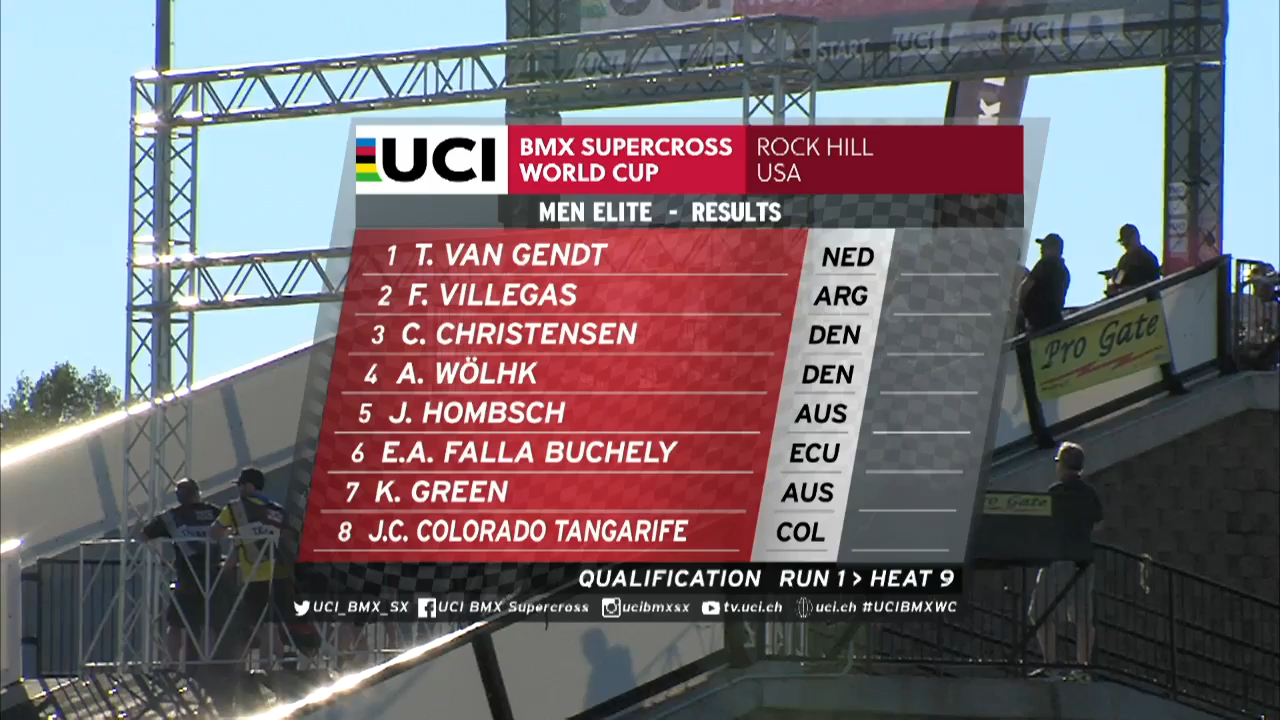 START UCI UCI
UCI BMX SUPERCROSS WORLD CUP ROCK HILL USA
MEN ELITE - RESULTS
1 T. VAN GENDT NED
2 F. VILLEGAS ARG
3 C. CHRISTENSEN DEN
4 A. WÖLHK DEN
5 J. HOMBSCH AUS
6 E.A. FALLA BUCHELY ECU
7 K. GREEN AUS
8 J.C. COLORADO TANGARIFE COL
Pro Gate
ro Gate
QUALIFICATION RUN 1 > HEAT 9
UCI_BMX_SX UCI BMX Supercross ucibmxsx tv.uci.ch uci.ch #UCIBMXWC